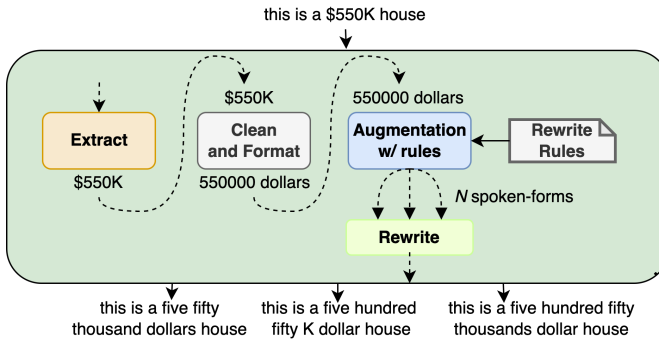 this is a $550K house
$550K
550000 dollars
Extract
Clean
and Format
Augmentation
w/ rules
Rewrite
Rules
$550K
550000 dollars
N spoken-forms
Rewrite
this is a five fifty
thousand dollars house
this is a five hundred
fifty K dollar house
this is a five hundred fifty
thousands dollar house